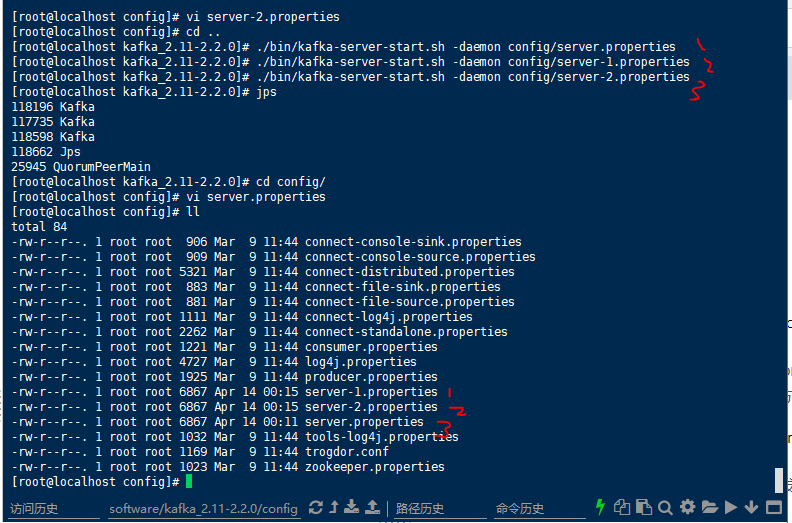 [root@localhost config]# vi server-2.properties
[root@localhost config]# cd ..
[root@localhost kafka_2.11-2.2.0]# ./bin/kafka-server-start.sh -daemon config/server.properties 1
[root@localhost kafka_2.11-2.2.0]# ./bin/kafka-server-start.sh -daemon config/server-1.properties 2
[root@localhost kafka_2.11-2.2.0]# ./bin/kafka-server-start.sh -daemon config/server-2.properties 3
[root@localhost kafka_2.11-2.2.0]# jps
118196 Kafka
117735 Kafka
118598 Kafka
118662 Jps
25945 QuorumPeerMain
[root@localhost kafka_2.11-2.2.0]# cd config/
[root@localhost config]# vi server.properties
[root@localhost config]# ll
total 84
-rw-r--r--. 1 root root  906 Mar  9 11:44 connect-console-sink.properties
-rw-r--r--. 1 root root  909 Mar  9 11:44 connect-console-source.properties
-rw-r--r--. 1 root root 5321 Mar  9 11:44 connect-distributed.properties
-rw-r--r--. 1 root root  883 Mar  9 11:44 connect-file-sink.properties
-rw-r--r--. 1 root root  881 Mar  9 11:44 connect-file-source.properties
-rw-r--r--. 1 root root 1111 Mar  9 11:44 connect-log4j.properties
-rw-r--r--. 1 root root 2262 Mar  9 11:44 connect-standalone.properties
-rw-r--r--. 1 root root 1221 Mar  9 11:44 consumer.properties
-rw-r--r--. 1 root root 4727 Mar  9 11:44 log4j.properties
-rw-r--r--. 1 root root 1925 Mar  9 11:44 producer.properties
-rw-r--r--. 1 root root 6867 Apr 14 00:15 server-1.properties 1
-rw-r--r--. 1 root root 6867 Apr 14 00:15 server-2.properties 2
-rw-r--r--. 1 root root 6867 Apr 14 00:11 server.properties 3
-rw-r--r--. 1 root root 1032 Mar  9 11:44 tools-log4j.properties
-rw-r--r--. 1 root root 1169 Mar  9 11:44 trogdor.conf
-rw-r--r--. 1 root root 1023 Mar  9 11:44 zookeeper.properties
[root@localhost config]#
访问历史 software/kafka_2.11-2.2.0/config 路径历史 命令历史